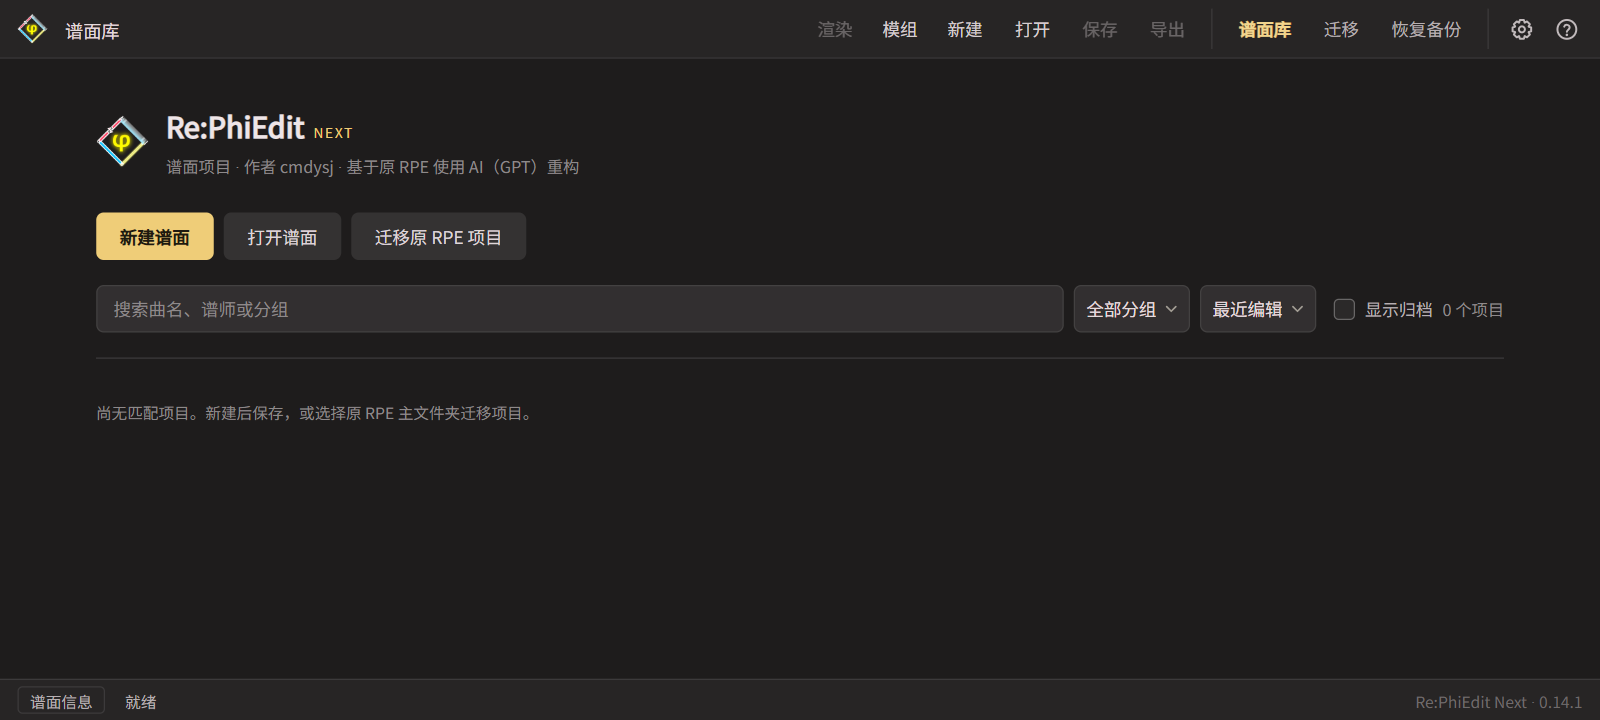 谱面库 渲染 模组 新建 打开 保存 导出 谱面库 迁移 恢复备份
Re:PhiEdit NEXT
谱面项目 · 作者 cmdysj · 基于原 RPE 使用 AI（GPT）重构
新建谱面 打开谱面 迁移原 RPE 项目
搜索曲名、谱师或分组 全部分组 最近编辑 显示归档 0 个项目
尚无匹配项目。新建后保存，或选择原 RPE 主文件夹迁移项目。
谱面信息 就绪 Re:PhiEdit Next · 0.14.1